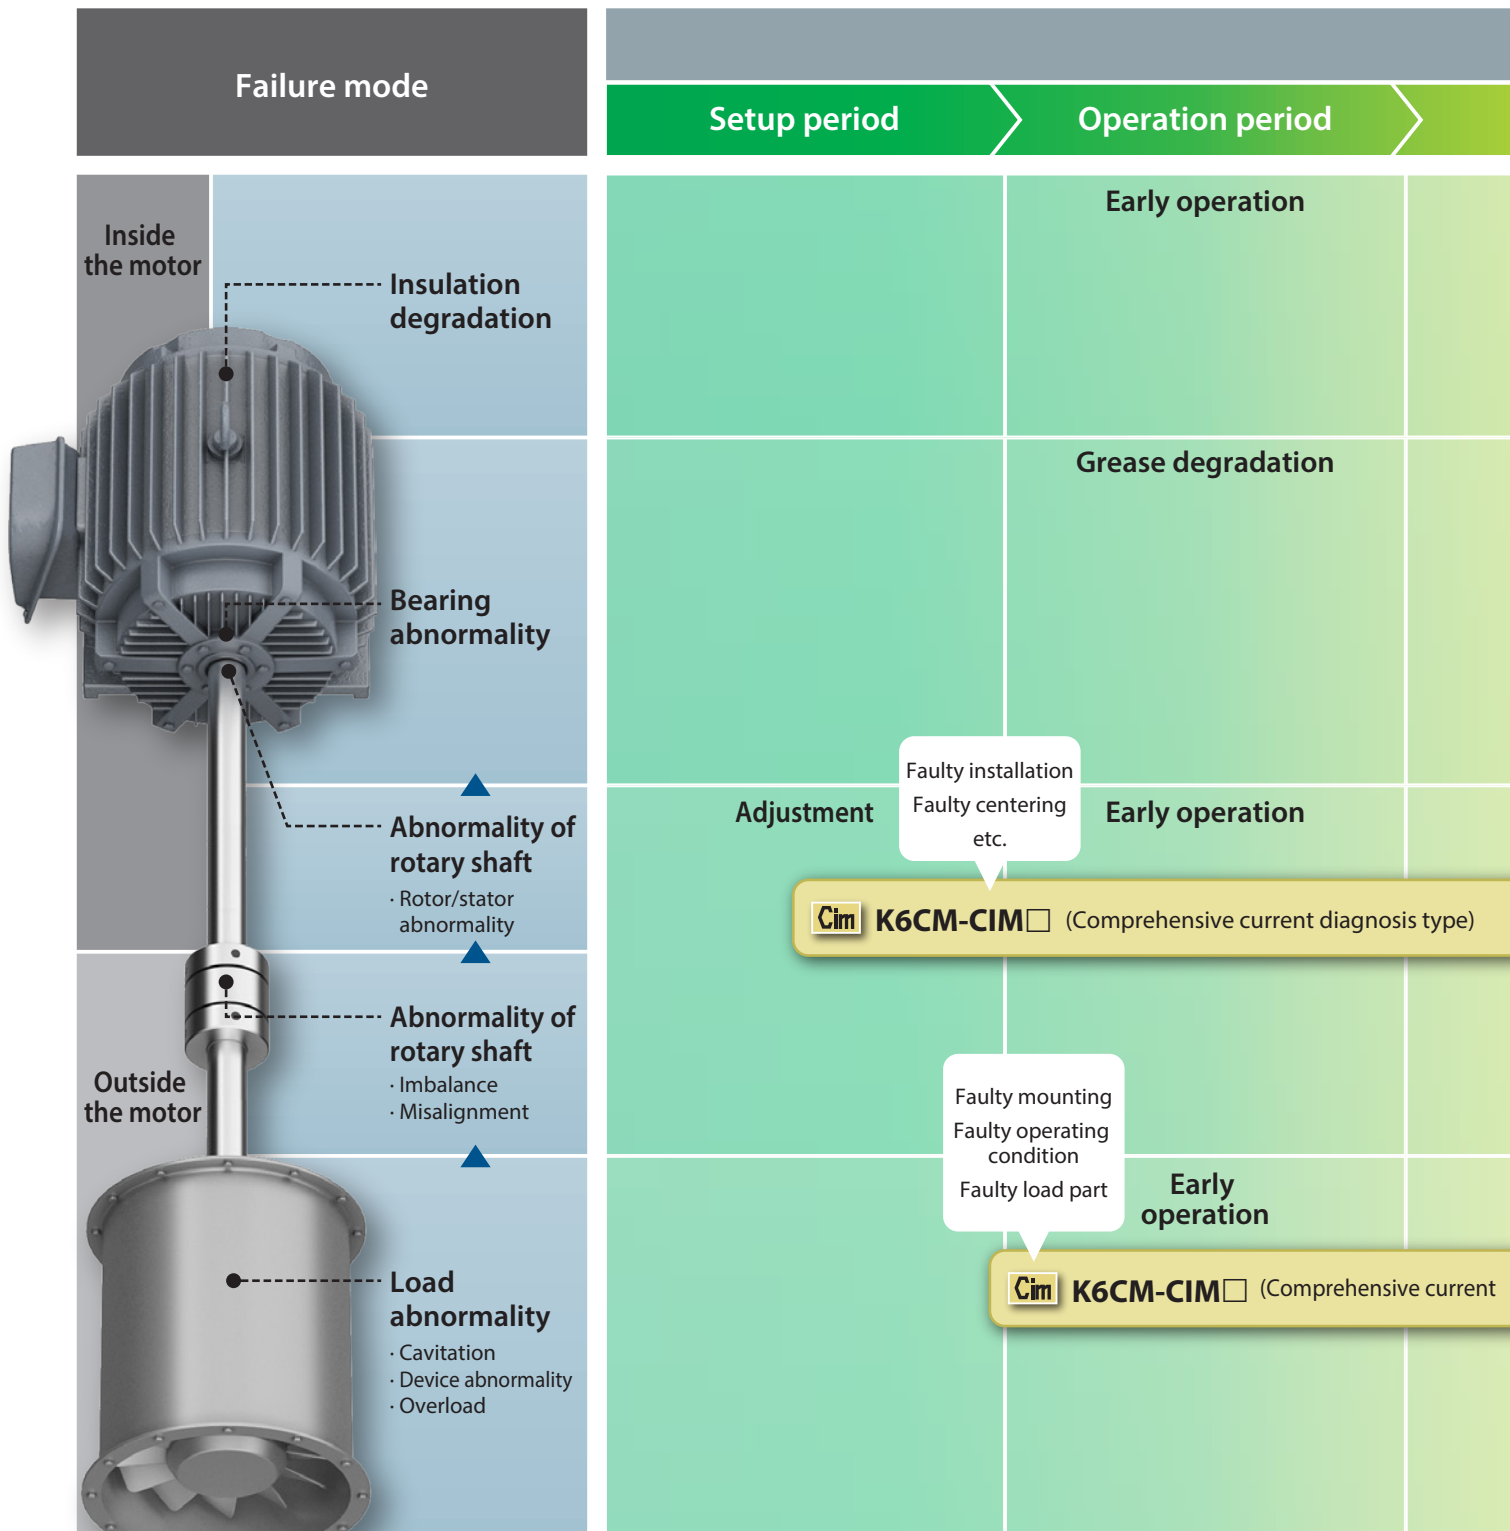 Failure mode
Setup period
Operation period
Inside
the motor
Insulation
degradation
Early operation
Bearing
abnormality
Grease degradation
Abnormality of
rotary shaft
· Rotor/stator
abnormality
Adjustment
Faulty installation
Faulty centering
etc.
Early operation
Cim K6CM-CIM□ (Comprehensive current diagnosis type)
Outside
the motor
Abnormality of
rotary shaft
· Imbalance
· Misalignment
Faulty mounting
Faulty operating
condition
Faulty load part
Early
operation
Load
abnormality
· Cavitation
· Device abnormality
· Overload
Cim K6CM-CIM□ (Comprehensive current